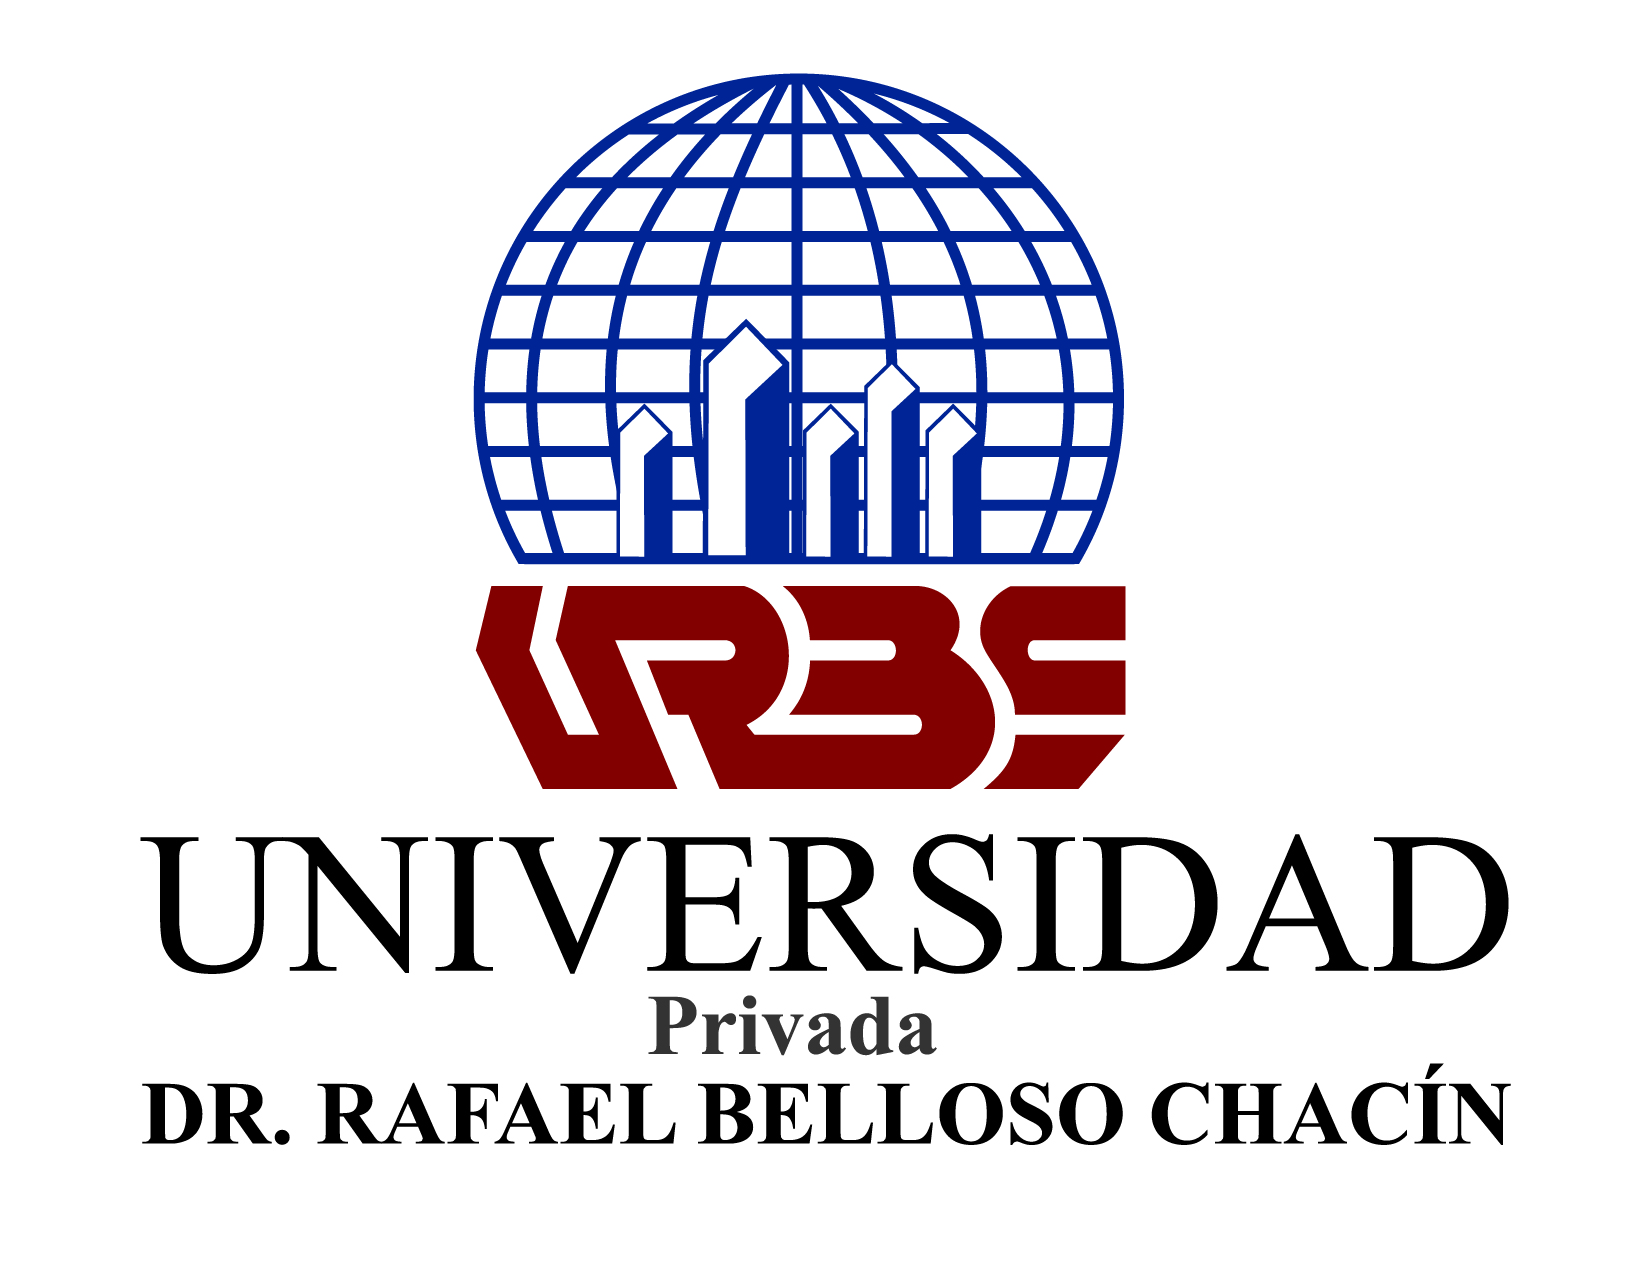 URBE
UNIVERSIDAD
Privada
DR. RAFAEL BELLOSO CHACÍN